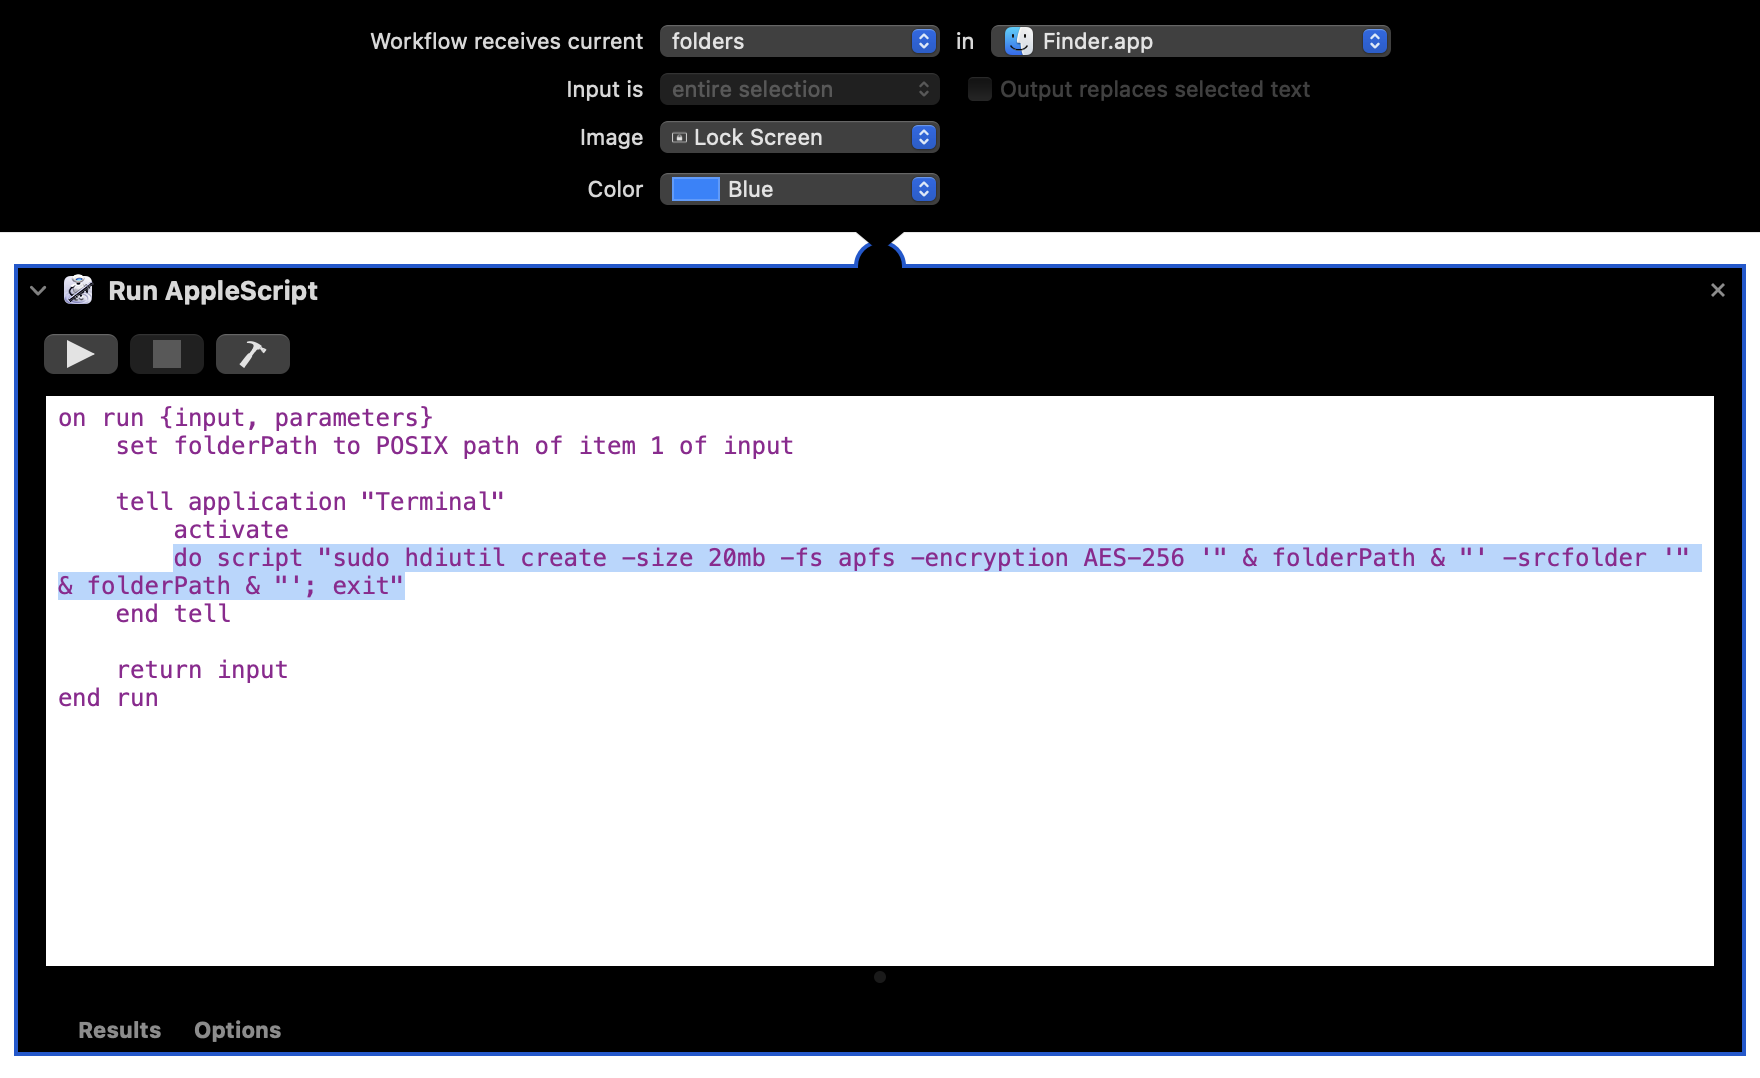 Workflow receives current folders in Finder.app
Input is entire selection Output replaces selected text
Image Lock Screen
Color Blue
Run AppleScript
on run {input, parameters}
set folderPath to POSIX path of item 1 of input
tell application "Terminal"
activate
do script "sudo hdiutil create -size 20mb -fs apfs -encryption AES-256 '" & folderPath & "' -srcfolder '"
& folderPath & "'; exit"
end tell
return input
end run
Results Options